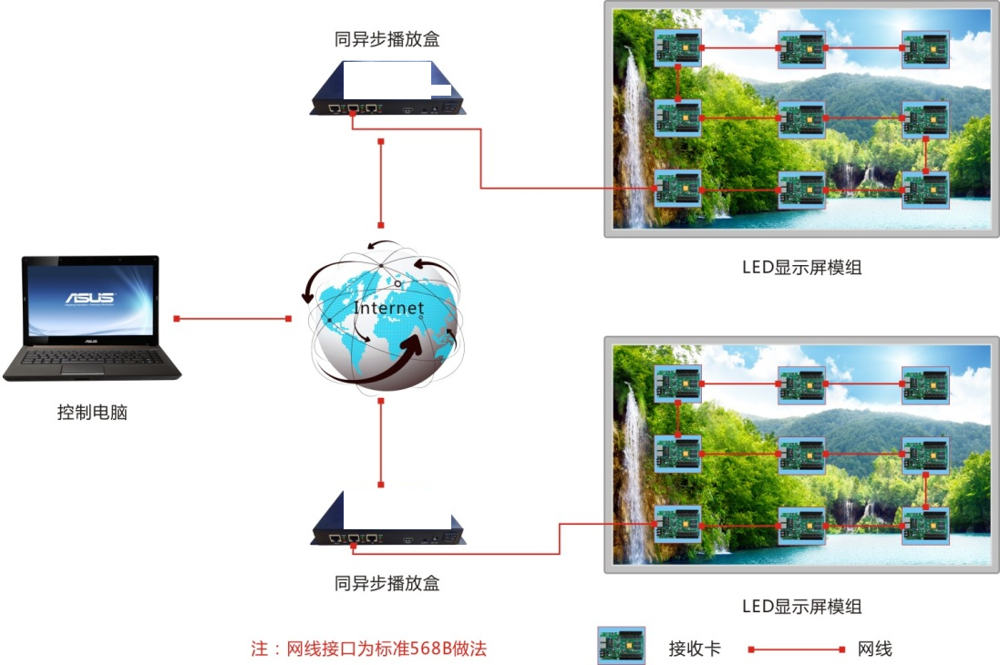 同异步播放盒
LED显示屏模组
ASUS
Internet
控制电脑
同异步播放盒
LED显示屏模组
注：网线接口为标准568B做法
接收卡
网线